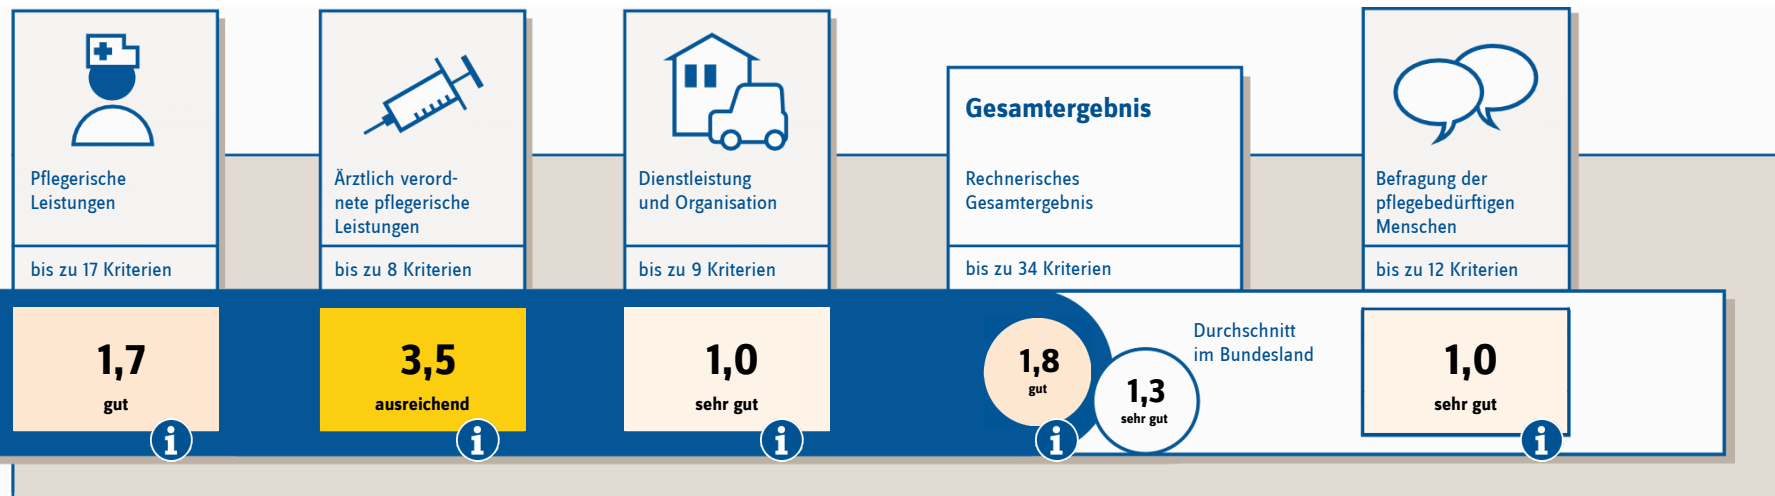 Pflegerische
Leistungen
bis zu 17 Kriterien
1,7
gut
i
Ärztlich verord-
nete pflegerische
Leistungen
bis zu 8 Kriterien
3,5
ausreichend
i
Dienstleistung
und Organisation
bis zu 9 Kriterien
1,0
sehr gut
i
Gesamtergebnis
Rechnerisches
Gesamtergebnis
bis zu 34 Kriterien
1,8
gut
i
Durchschnitt
im Bundesland
1,3
sehr gut
Befragung der
pflegebedürftigen
Menschen
bis zu 12 Kriterien
1,0
sehr gut
i